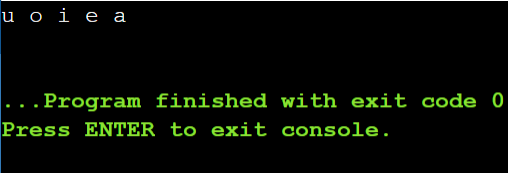 u o i e a
...Program finished with exit code 0
Press ENTER to exit console.